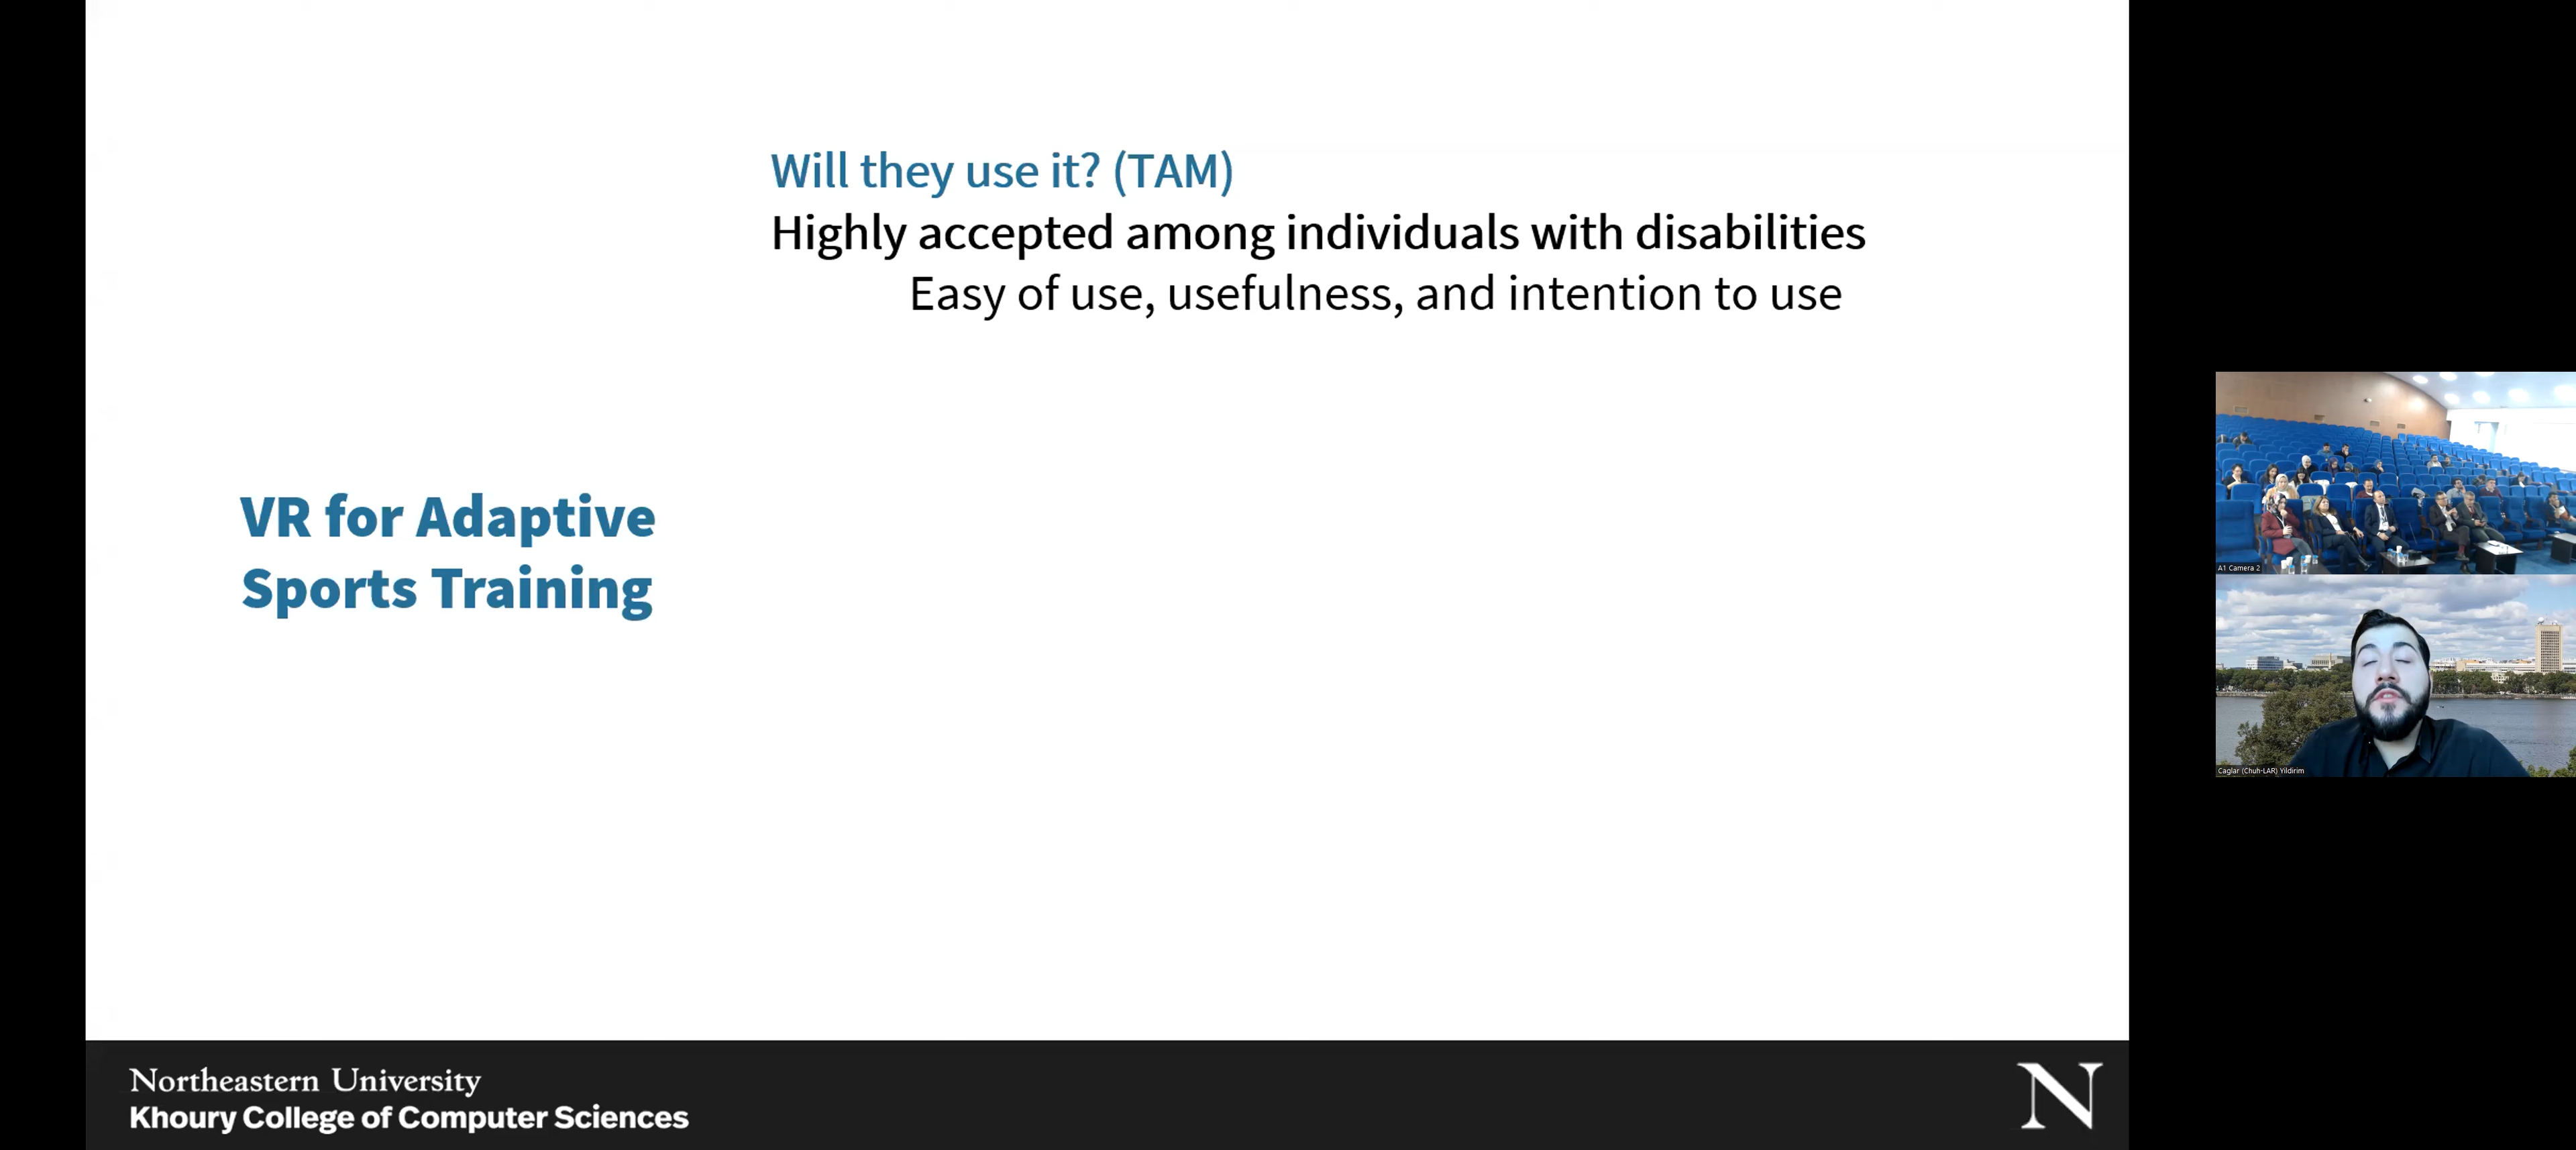 Will they use it? (TAM)
Highly accepted among individuals with disabilities
Easy of use, usefulness, and intention to use
VR for Adaptive
Sports Training
A1 Camera 2
Caglar (Chuh-LAR) Yildirim
Northeastern University
Khoury College of Computer Sciences
N